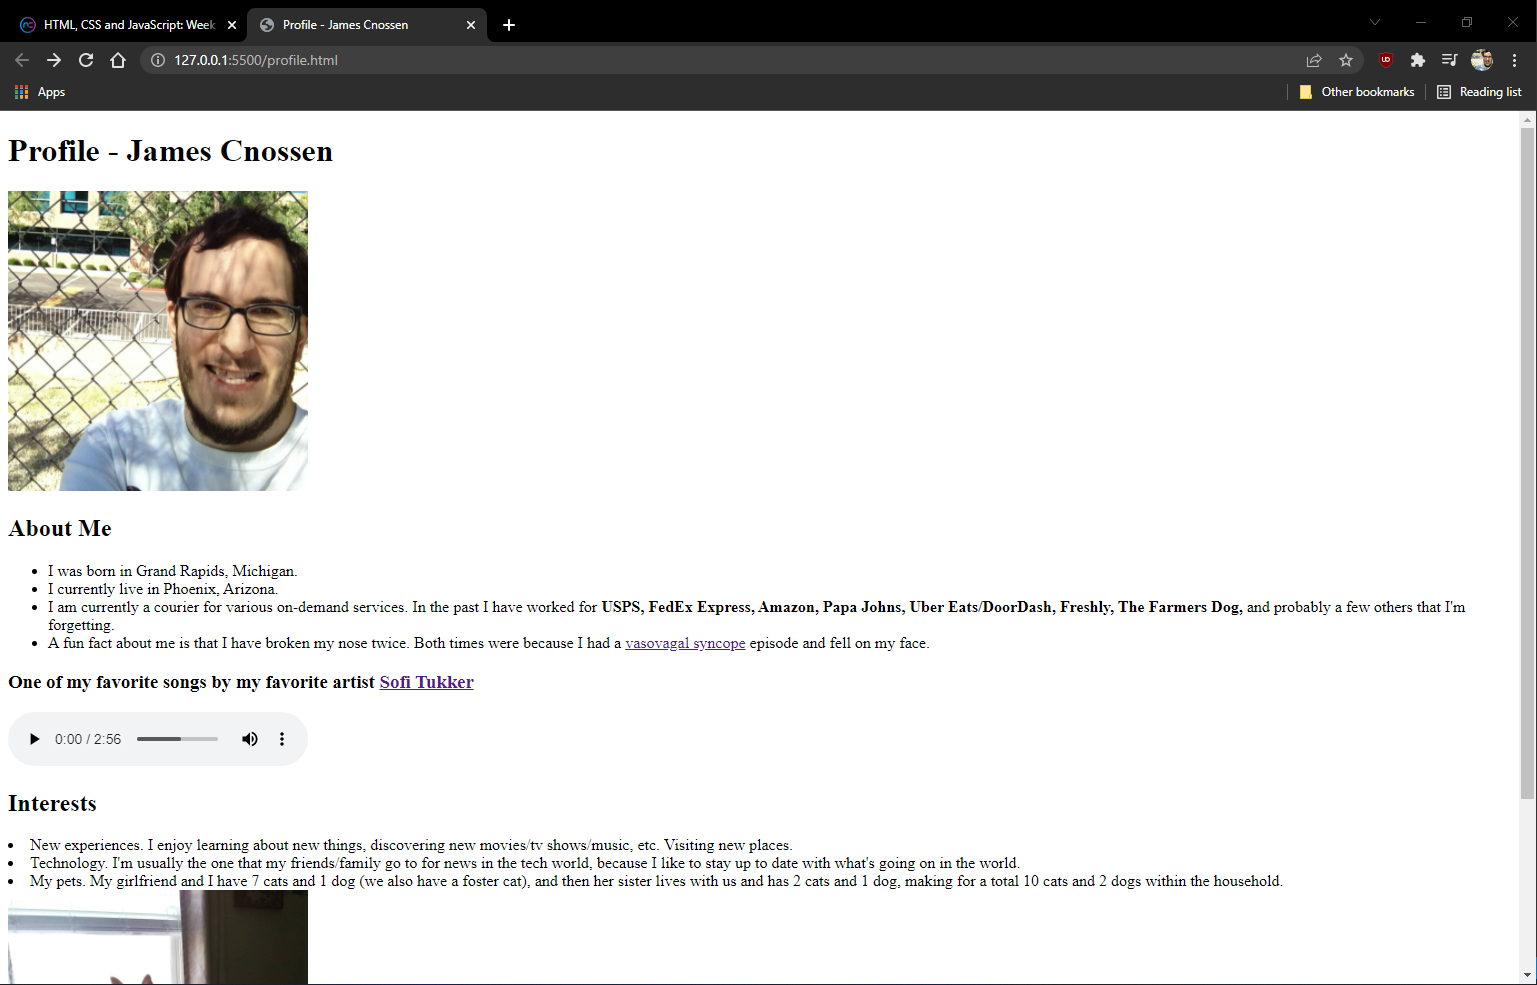 HTML, CSS and JavaScript: Week
Profile - James Cnossen
127.0.0.1:5500/profile.html
Apps
Other bookmarks
Reading list
Profile - James Cnossen
About Me
I was born in Grand Rapids, Michigan.
I currently live in Phoenix, Arizona.
I am currently a courier for various on-demand services. In the past I have worked for USPS, FedEx Express, Amazon, Papa Johns, Uber Eats/DoorDash, Freshly, The Farmers Dog, and probably a few others that I'm
forgetting.
A fun fact about me is that I have broken my nose twice. Both times were because I had a vasovagal syncope episode and fell on my face.
One of my favorite songs by my favorite artist Sofi Tukker
0:00 / 2:56
Interests
New experiences. I enjoy learning about new things, discovering new movies/tv shows/music, etc. Visiting new places.
Technology. I'm usually the one that my friends/family go to for news in the tech world, because I like to stay up to date with what's going on in the world.
My pets. My girlfriend and I have 7 cats and 1 dog (we also have a foster cat), and then her sister lives with us and has 2 cats and 1 dog, making for a total 10 cats and 2 dogs within the household.